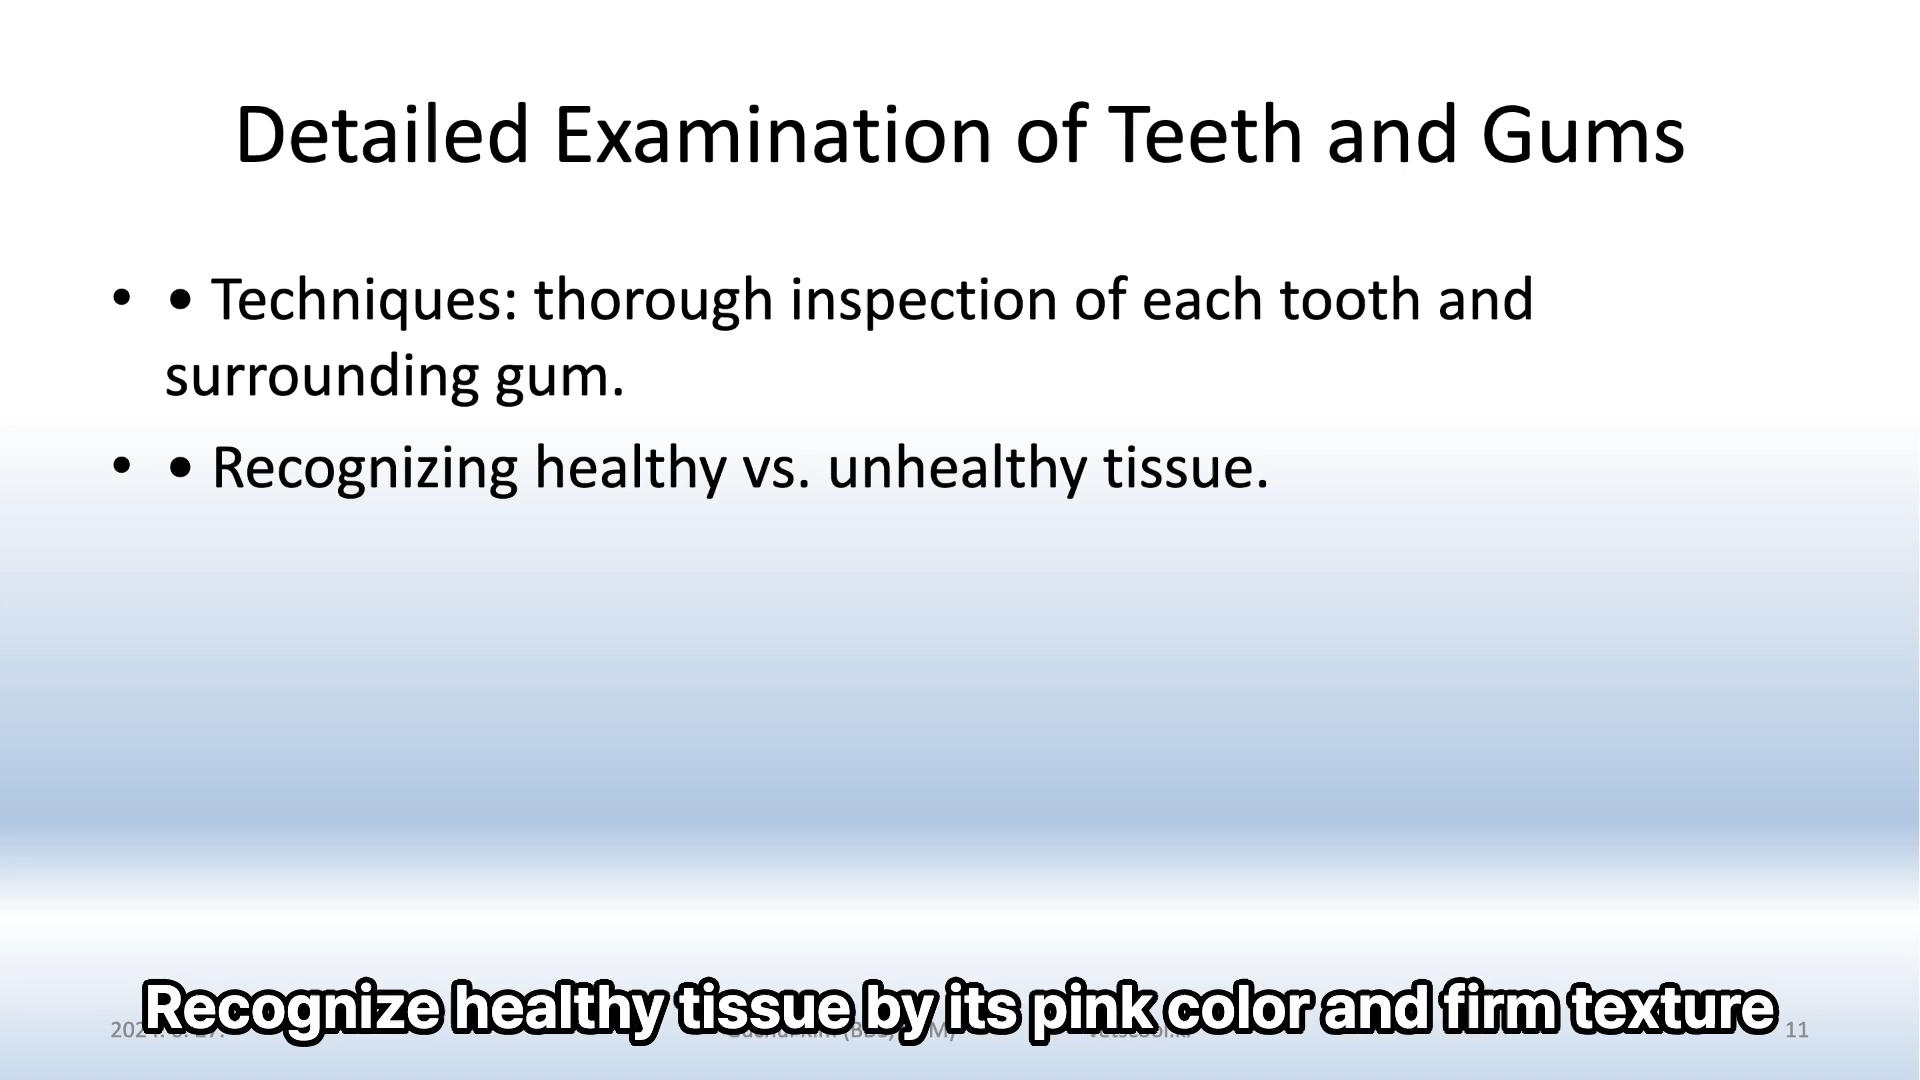 Detailed Examination of Teeth and Gums
• • Techniques: thorough inspection of each tooth and
surrounding gum.
• • Recognizing healthy vs. unhealthy tissue.
Recognize healthy tissue by its pink color and firm texture
11